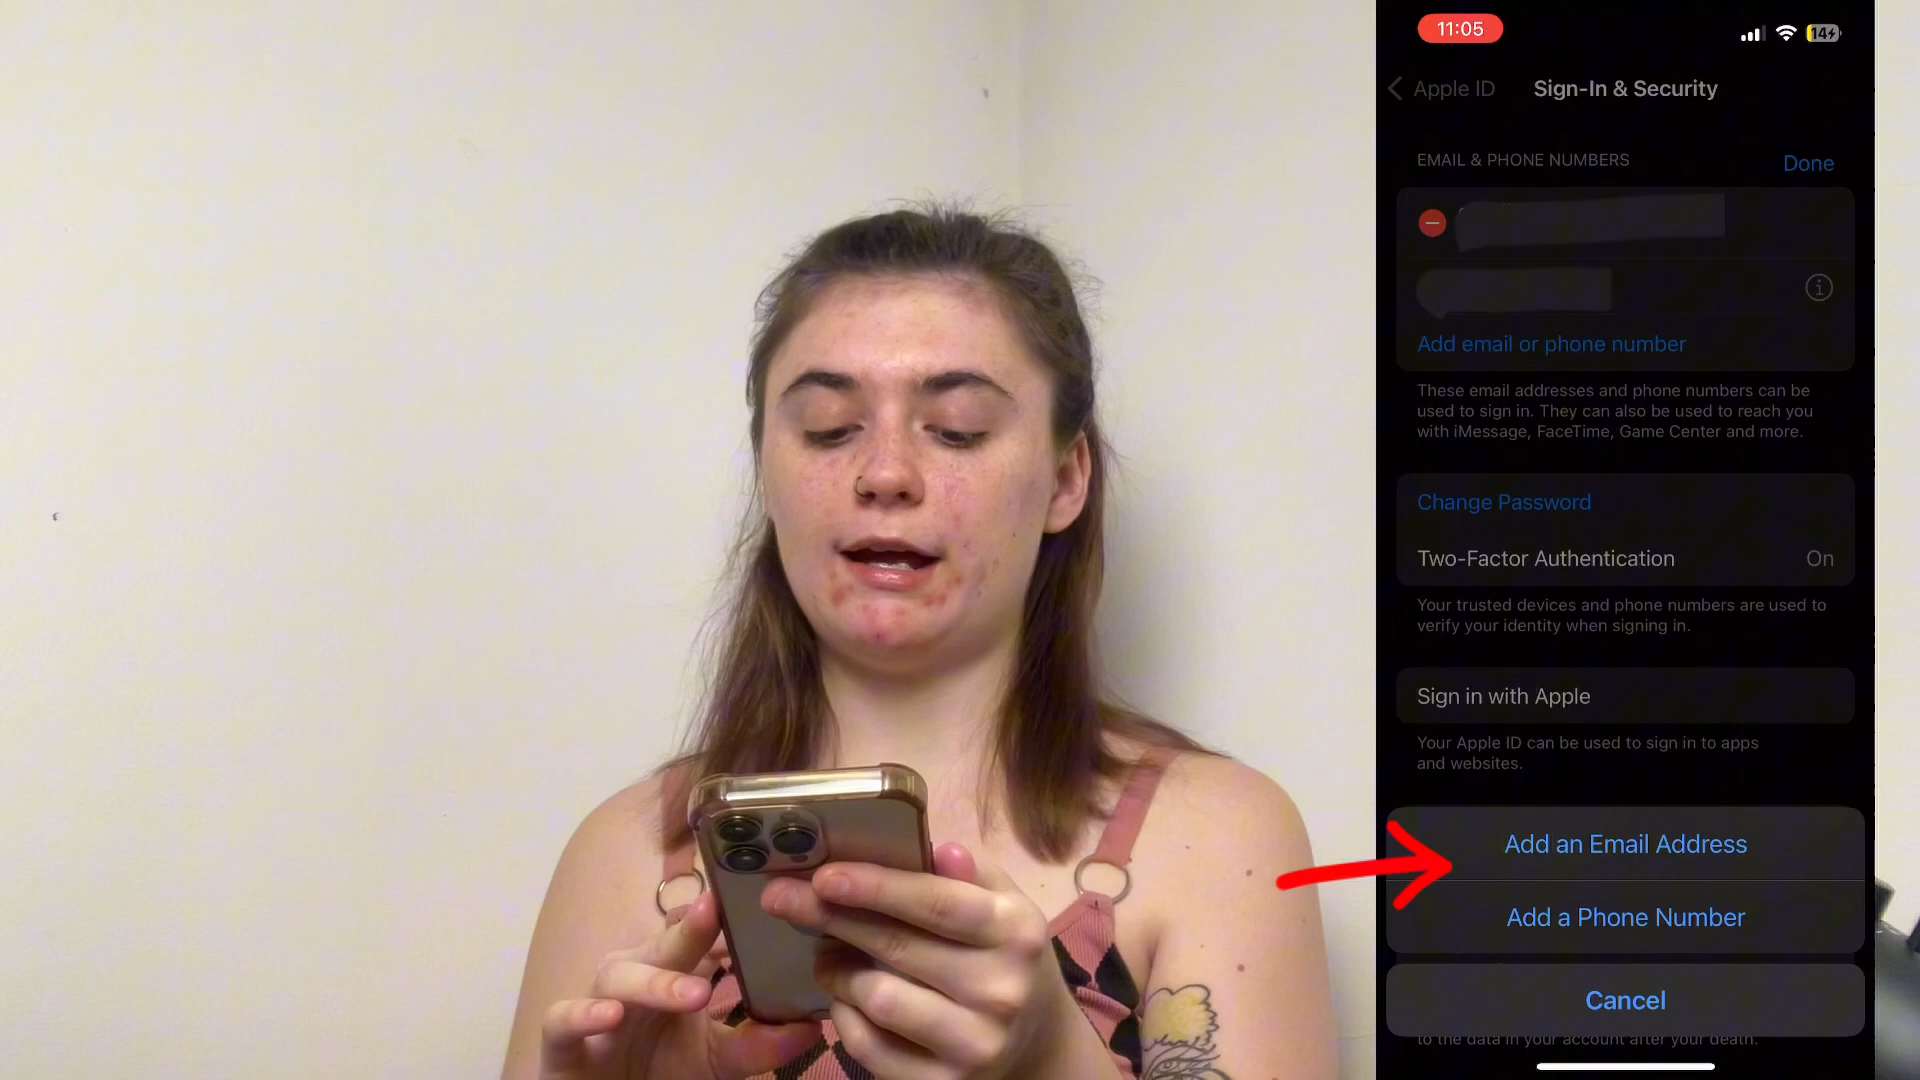 11:05
14
Apple ID
Sign-In & Security
EMAIL & PHONE NUMBERS
Done
Add email or phone number
These email addresses and phone numbers can be
used to sign in. They can also be used to reach you
with iMessage, FaceTime, Game Center and more.
Change Password
Two-Factor Authentication
On
Your trusted devices and phone numbers are used to
verify your identity when signing in.
Sign in with Apple
Your Apple ID can be used to sign in to apps
and websites.
Add an Email Address
Add a Phone Number
Cancel
to the data in your account after your death.